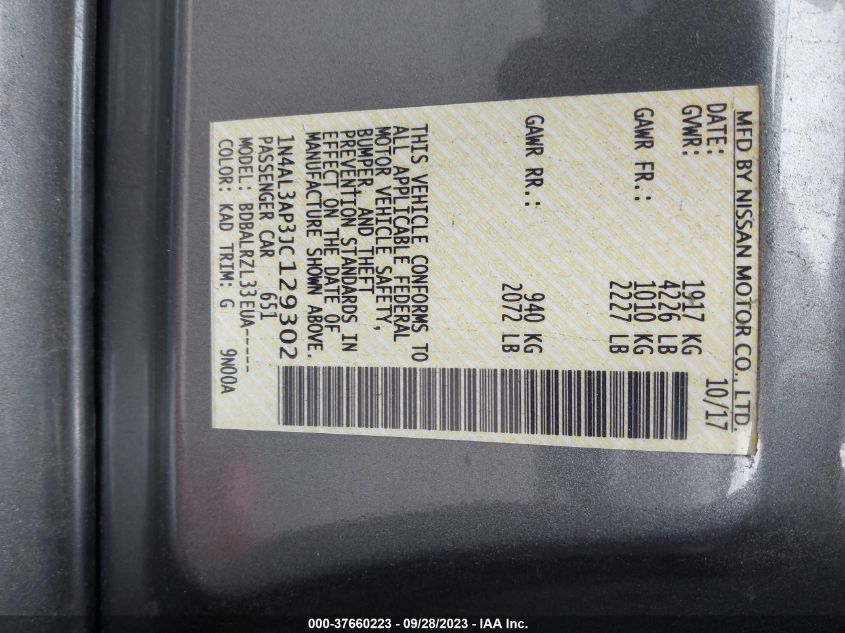 MFD BY NISSAN MOTOR CO., LTD.
DATE: 10/17
GVWR: 1917 KG
4226 LB
GAWR FR.: 1010 KG
2227 LB
GAWR RR.: 940 KG
2072 LB
THIS VEHICLE CONFORMS TO
ALL APPLICABLE FEDERAL
MOTOR VEHICLE SAFETY,
BUMPER, AND THEFT
PREVENTION STANDARDS IN
EFFECT ON THE DATE OF
MANUFACTURE SHOWN ABOVE.
1N4AL3AP3JC129302
PASSENGER CAR 651
MODEL: BDBALRZL33EUA-----
COLOR: KAD TRIM: G 9N00A
000-37660223 - 09/28/2023 - IAA Inc.